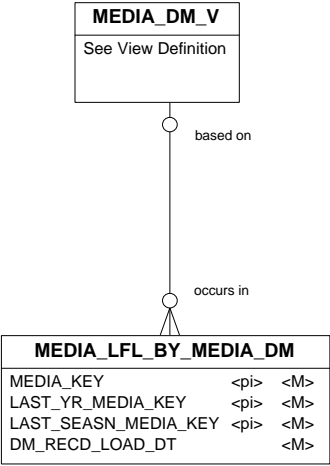 MEDIA_DM_V
See View Definition
based on
occurs in
MEDIA_LFL_BY_MEDIA_DM
MEDIA_KEY <pi> <M>
LAST_YR_MEDIA_KEY <pi> <M>
LAST_SEASN_MEDIA_KEY <pi> <M>
DM_RECD_LOAD_DT <M>